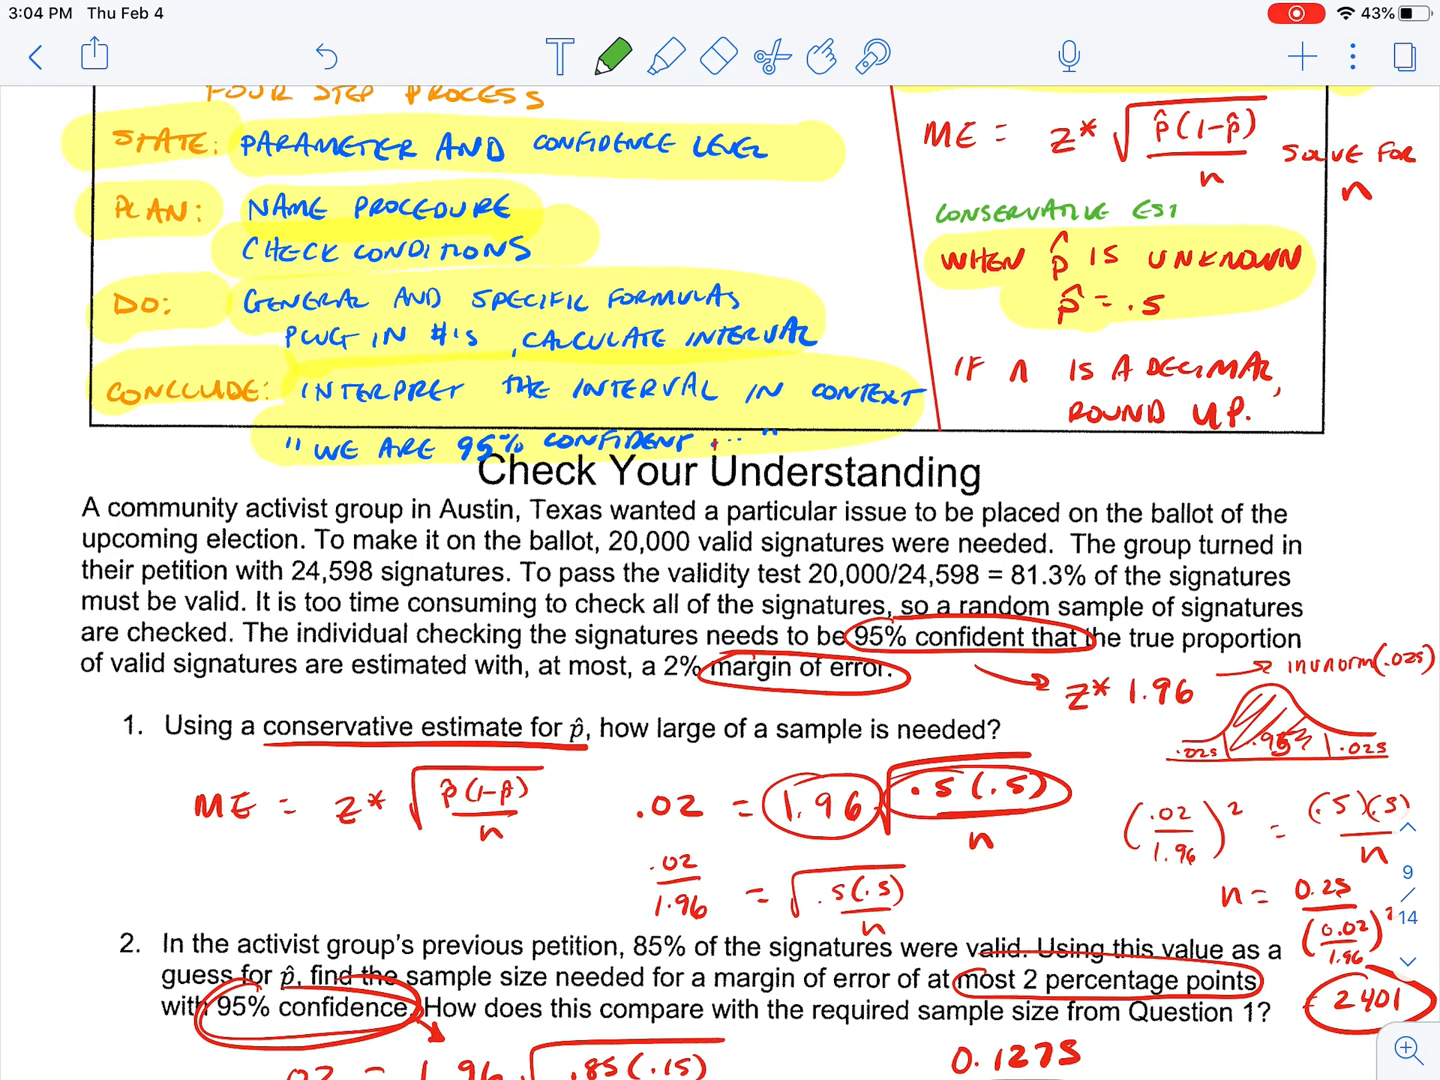 3:04 PM Thu Feb 4
43%
FOUR STEP PROCESS
STATE: PARAMETER AND CONFIDENCE LEVEL
PLAN: NAME PROCEDURE
CHECK CONDITIONS
DO: GENERAL AND SPECIFIC FORMULAS
PLUG IN #'S, CALCULATE INTERVAL
CONCLUDE: INTERPRET THE INTERVAL IN CONTEXT
"WE ARE 95% CONFIDENT ..."
ME = z* √(p̂(1-p̂)/n) SOLVE FOR n
CONSERVATIVE EST
WHEN p̂ IS UNKNOWN
p̂ = .5
IF n IS A DECIMAL,
ROUND UP.
Check Your Understanding
A community activist group in Austin, Texas wanted a particular issue to be placed on the ballot of the
upcoming election. To make it on the ballot, 20,000 valid signatures were needed. The group turned in
their petition with 24,598 signatures. To pass the validity test 20,000/24,598 = 81.3% of the signatures
must be valid. It is too time consuming to check all of the signatures, so a random sample of signatures
are checked. The individual checking the signatures needs to be 95% confident that the true proportion
of valid signatures are estimated with, at most, a 2% margin of error.
z* 1.96
invnorm(.025)
.025 .95 .025
1. Using a conservative estimate for p̂, how large of a sample is needed?
ME = z* √(p̂(1-p̂)/n)
.02 = 1.96 √(.5(.5)/n)
.02/1.96 = √(.5(.5)/n)
(.02/1.96)² = (.5)(.5)/n
n = 0.25/(0.02/1.96)²
= 2401
9/14
2. In the activist group's previous petition, 85% of the signatures were valid. Using this value as a
guess for p̂, find the sample size needed for a margin of error of at most 2 percentage points
with 95% confidence. How does this compare with the required sample size from Question 1?
.02 = 1.96 √.85(.15)
0.1275